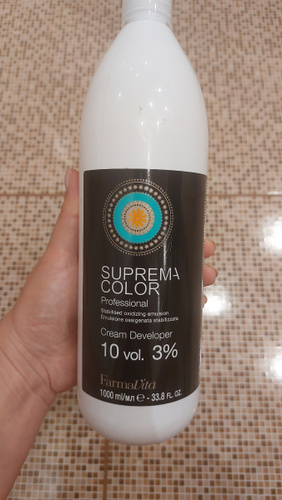 SUPREMA
COLOR
Professional
Stabilised oxidizing emulsion
Emulsione ossigenata stabilizzata
Cream Developer
10 vol. 3%
FarmaVita
1000 ml/мл ℮ - 33.8 FL. OZ.